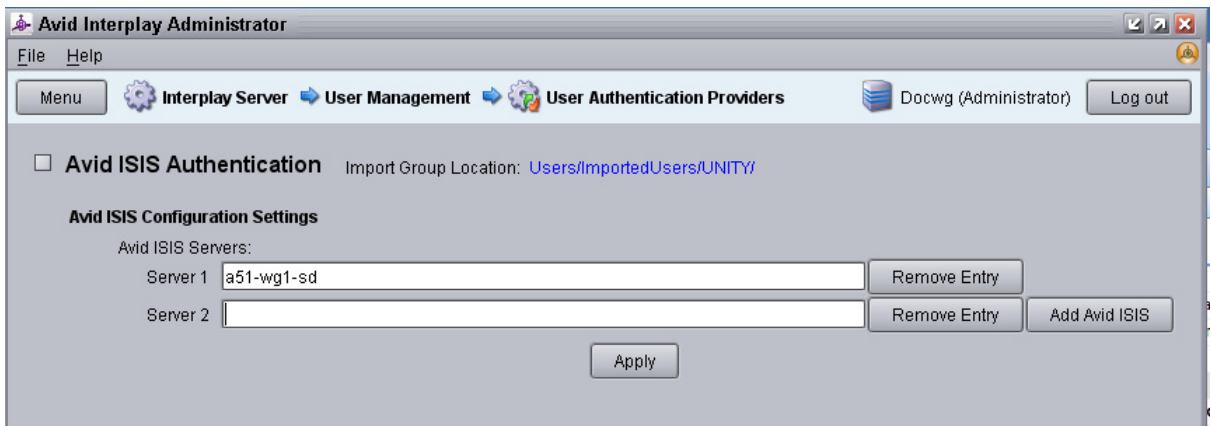 Avid Interplay Administrator
File Help
Menu Interplay Server User Management User Authentication Providers Docwg (Administrator) Log out
Avid ISIS Authentication Import Group Location: Users/ImportedUsers/UNITY/
Avid ISIS Configuration Settings
Avid ISIS Servers:
Server 1 a51-wg1-sd Remove Entry
Server 2 Remove Entry Add Avid ISIS
Apply